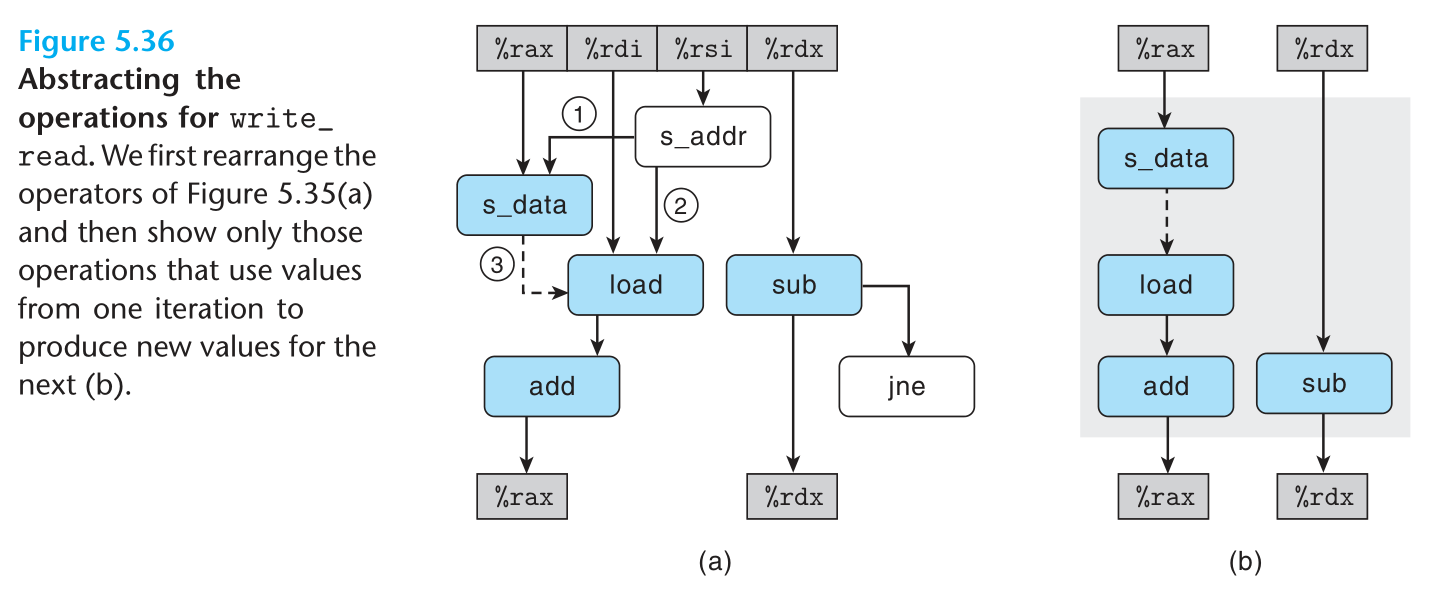 Figure 5.36
Abstracting the
operations for write_
read. We first rearrange the
operators of Figure 5.35(a)
and then show only those
operations that use values
from one iteration to
produce new values for the
next (b).
%rax %rdi %rsi %rdx
1
s_addr
s_data
2
3
load
sub
add
jne
%rax
%rdx
(a)
%rax
%rdx
s_data
load
add
sub
%rax
%rdx
(b)